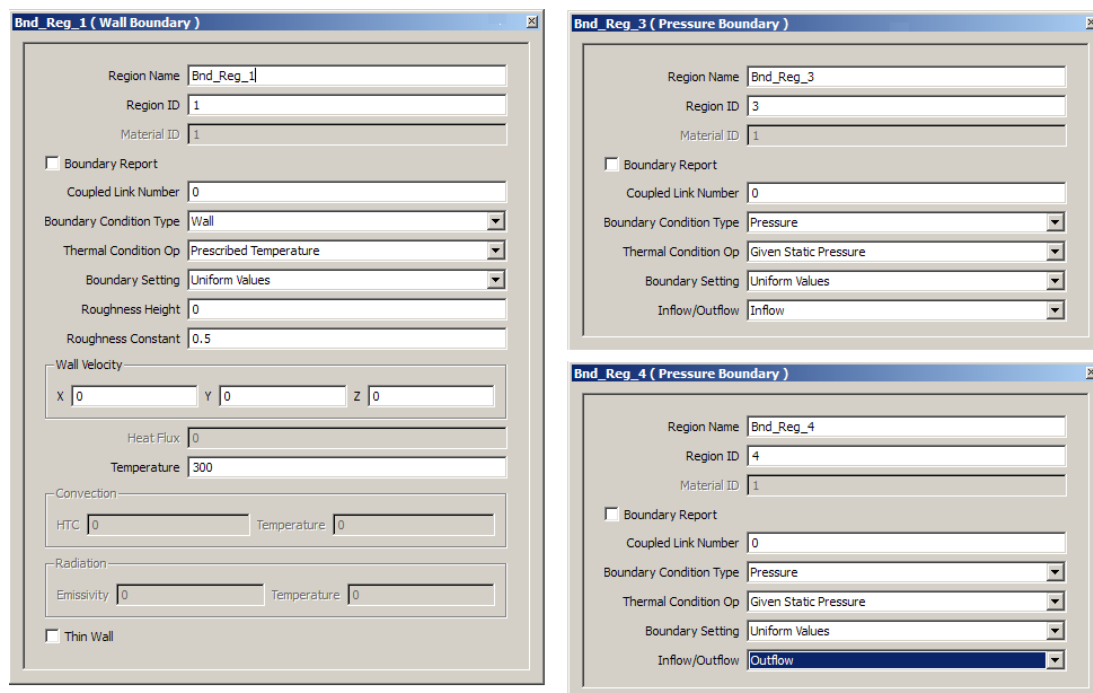 Bnd_Reg_1 ( Wall Boundary )
Region Name Bnd_Reg_1
Region ID 1
Material ID 1
Boundary Report
Coupled Link Number 0
Boundary Condition Type Wall
Thermal Condition Op Prescribed Temperature
Boundary Setting Uniform Values
Roughness Height 0
Roughness Constant 0.5
Wall Velocity
X 0 Y 0 Z 0
Heat Flux 0
Temperature 300
Convection
HTC 0 Temperature 0
Radiation
Emissivity 0 Temperature 0
Thin Wall
Bnd_Reg_3 ( Pressure Boundary )
Region Name Bnd_Reg_3
Region ID 3
Material ID 1
Boundary Report
Coupled Link Number 0
Boundary Condition Type Pressure
Thermal Condition Op Given Static Pressure
Boundary Setting Uniform Values
Inflow/Outflow Inflow
Bnd_Reg_4 ( Pressure Boundary )
Region Name Bnd_Reg_4
Region ID 4
Material ID 1
Boundary Report
Coupled Link Number 0
Boundary Condition Type Pressure
Thermal Condition Op Given Static Pressure
Boundary Setting Uniform Values
Inflow/Outflow Outflow